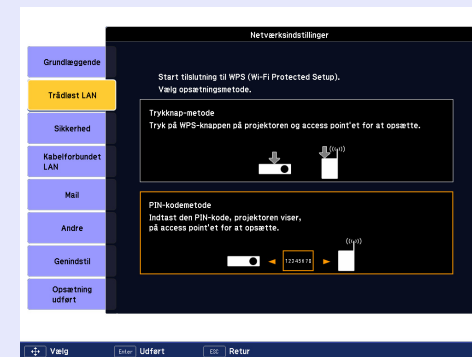 Netværksindstillinger
Grundlæggende
Trådløst LAN
Sikkerhed
Kabelforbundet
LAN
Mail
Andre
Genindstil
Opsætning
udført
Start tilslutning til WPS (Wi-Fi Protected Setup).
Vælg opsætningsmetode.
Trykknap-metode
Tryk på WPS-knappen på projektoren og access point'et for at opsætte.
PIN-kodemetode
Indtast den PIN-kode, projektoren viser,
på access point'et for at opsætte.
12345678
Vælg Enter Udført ESC Retur